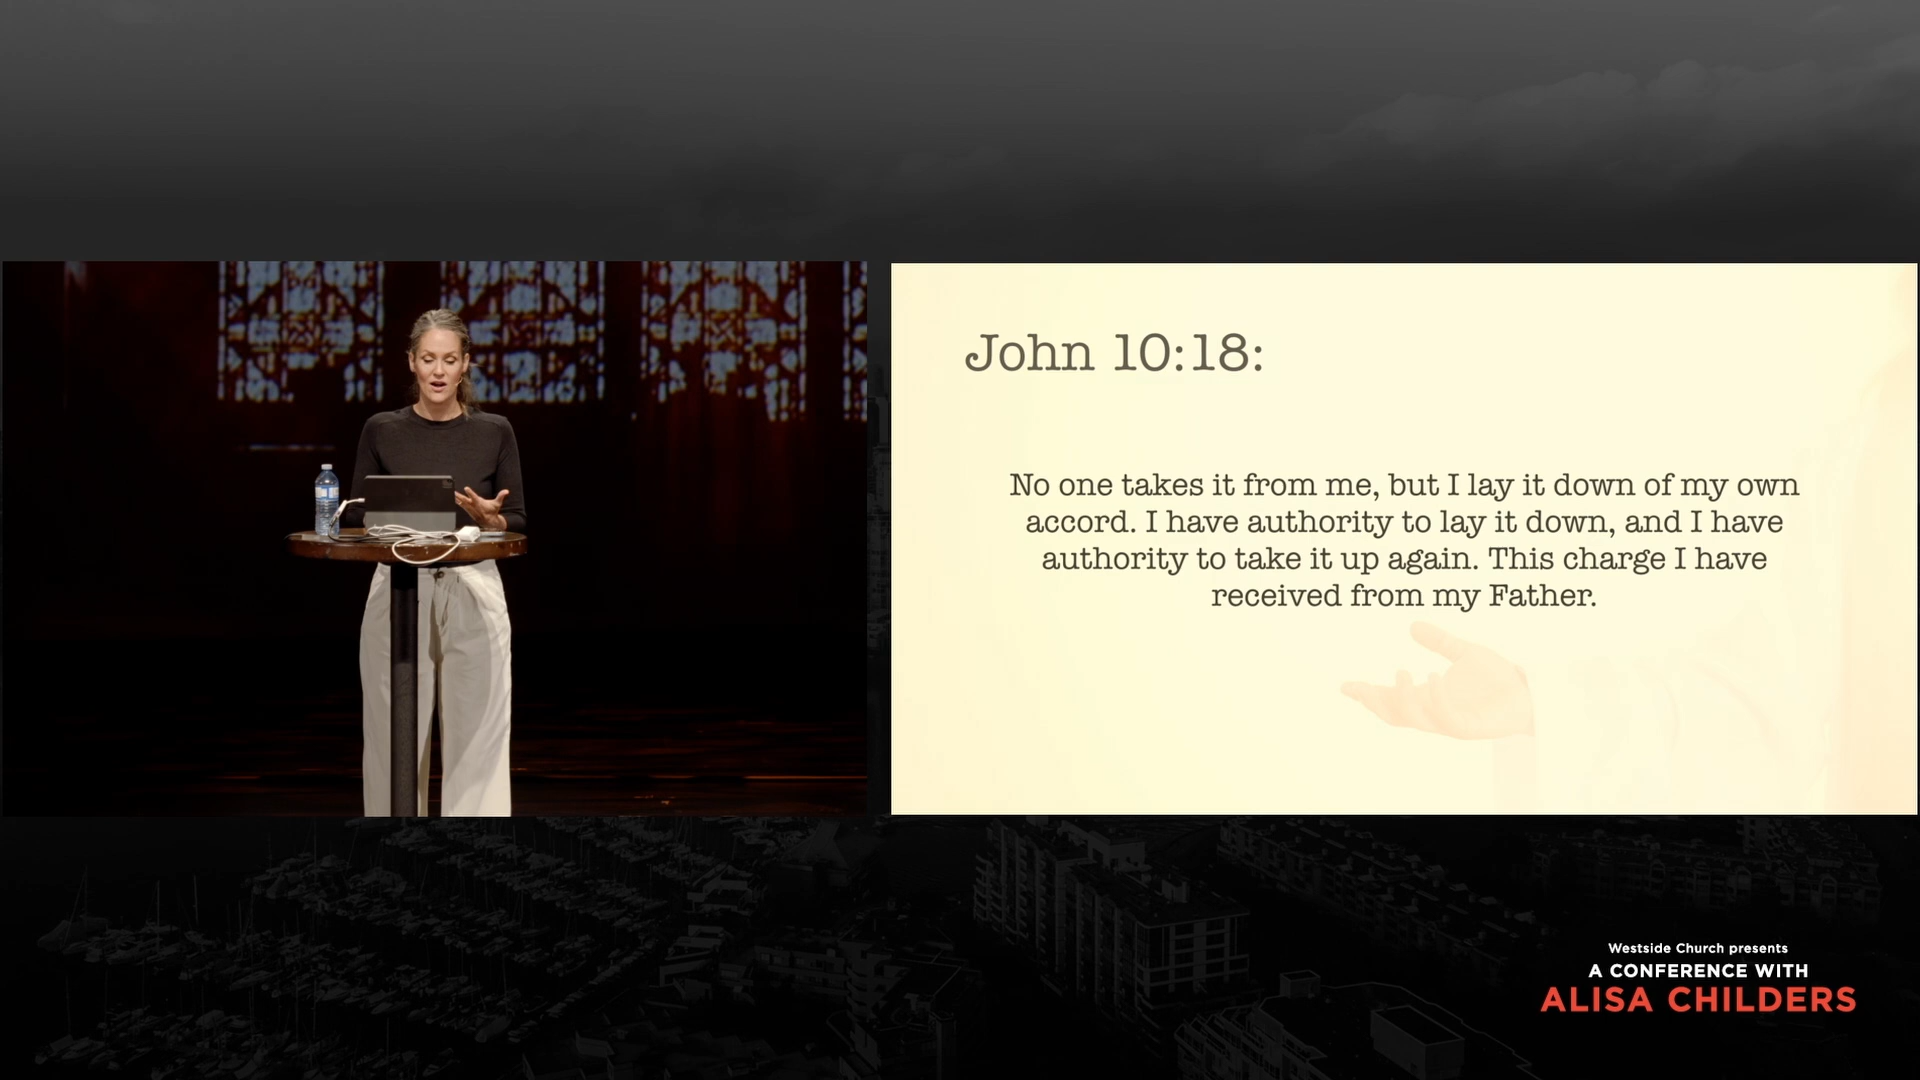 John 10:18:
No one takes it from me, but I lay it down of my own
accord. I have authority to lay it down, and I have
authority to take it up again. This charge I have
received from my Father.
Westside Church presents
A CONFERENCE WITH
ALISA CHILDERS